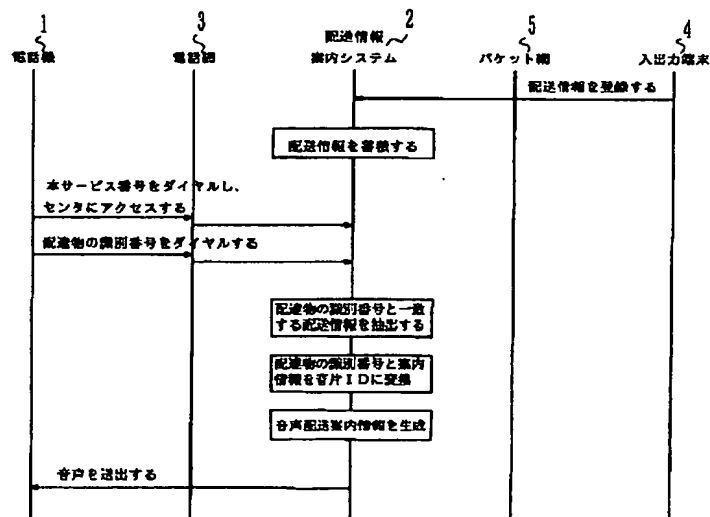 1
3
配送情報
2
5
4
電話機
電話網
案内システム
パケット網
入出力端末
配送情報を登録する
配送情報を蓄積する
本サービス番号をダイヤルし、
センタにアクセスする
配達物の識別番号をダイヤルする
配達物の識別番号と一致
する配送情報を抽出する
配達物の識別番号と案内
情報を音片IDに変換
音声配送案内情報を生成
音声を送出する